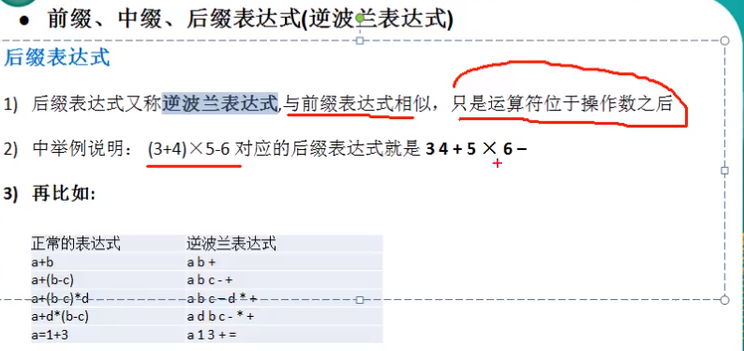 • 前缀、中缀、后缀表达式(逆波兰表达式)
后缀表达式
1) 后缀表达式又称逆波兰表达式,与前缀表达式相似，只是运算符位于操作数之后
2) 中举例说明： (3+4)×5-6 对应的后缀表达式就是 3 4 + 5 × 6 –
3) 再比如:
正常的表达式 逆波兰表达式
a+b a b +
a+(b-c) a b c - +
a+(b-c)*d a b c – d * +
a+d*(b-c) a d b c - * +
a=1+3 a 1 3 + =